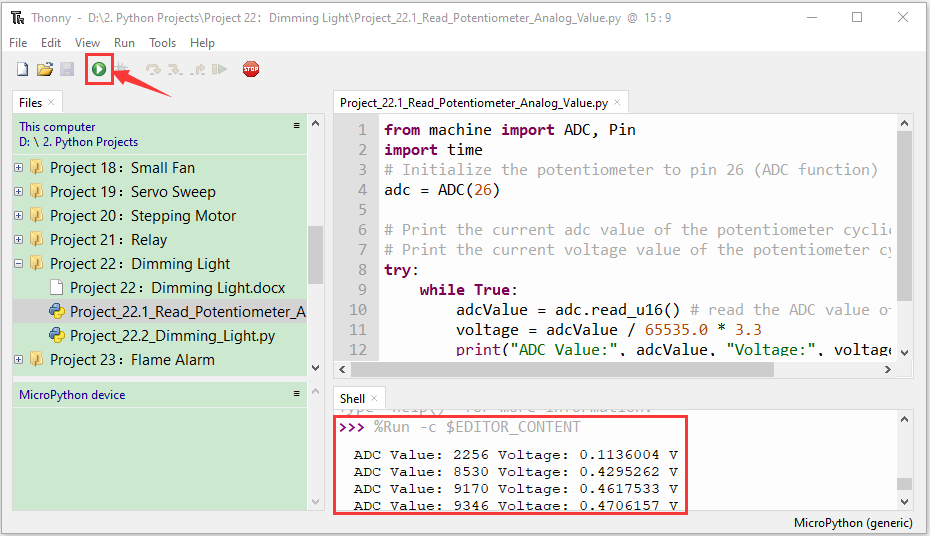 Thonny - D:\2. Python Projects\Project 22：Dimming Light\Project_22.1_Read_Potentiometer_Analog_Value.py @ 15:9
File Edit View Run Tools Help
STOP
Files
This computer
D: \ 2. Python Projects
Project 18：Small Fan
Project 19：Servo Sweep
Project 20：Stepping Motor
Project 21：Relay
Project 22：Dimming Light
Project 22：Dimming Light.docx
Project_22.1_Read_Potentiometer_A
Project_22.2_Dimming_Light.py
Project 23：Flame Alarm
MicroPython device
Project_22.1_Read_Potentiometer_Analog_Value.py
1 from machine import ADC, Pin
2 import time
3 # Initialize the potentiometer to pin 26 (ADC function)
4 adc = ADC(26)
5
6 # Print the current adc value of the potentiometer cyclic
7 # Print the current voltage value of the potentiometer cy
8 try:
9 while True:
10 adcValue = adc.read_u16() # read the ADC value of
11 voltage = adcValue / 65535.0 * 3.3
12 print("ADC Value:", adcValue, "Voltage:", voltage
Shell
Type "help()" for more information.
>>> %Run -c $EDITOR_CONTENT
ADC Value: 2256 Voltage: 0.1136004 V
ADC Value: 8530 Voltage: 0.4295262 V
ADC Value: 9170 Voltage: 0.4617533 V
ADC Value: 9346 Voltage: 0.4706157 V
MicroPython (generic)